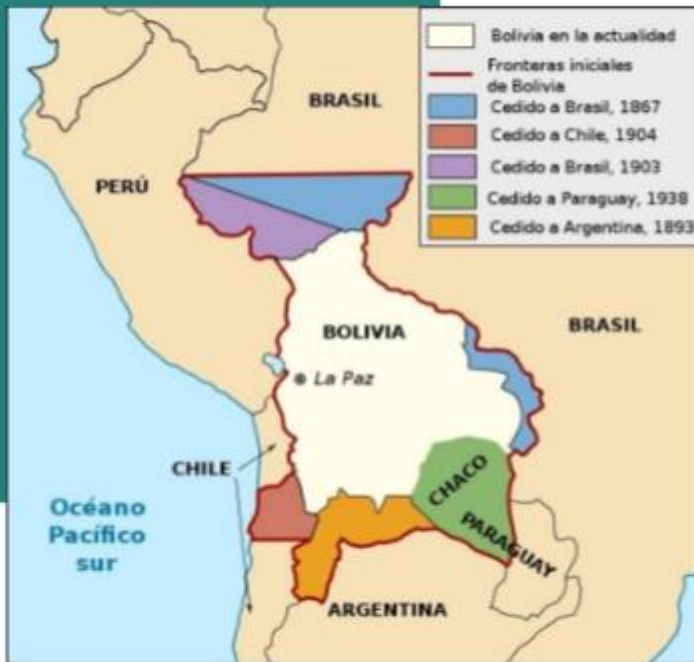 Bolivia en la actualidad
Fronteras iniciales
de Bolivia
Cedido a Brasil, 1867
Cedido a Chile, 1904
Cedido a Brasil, 1903
Cedido a Paraguay, 1938
Cedido a Argentina, 1893
BRASIL
PERÚ
BOLIVIA
BRASIL
La Paz
CHILE
CHACO
PARAGUAY
Océano
Pacífico
sur
ARGENTINA